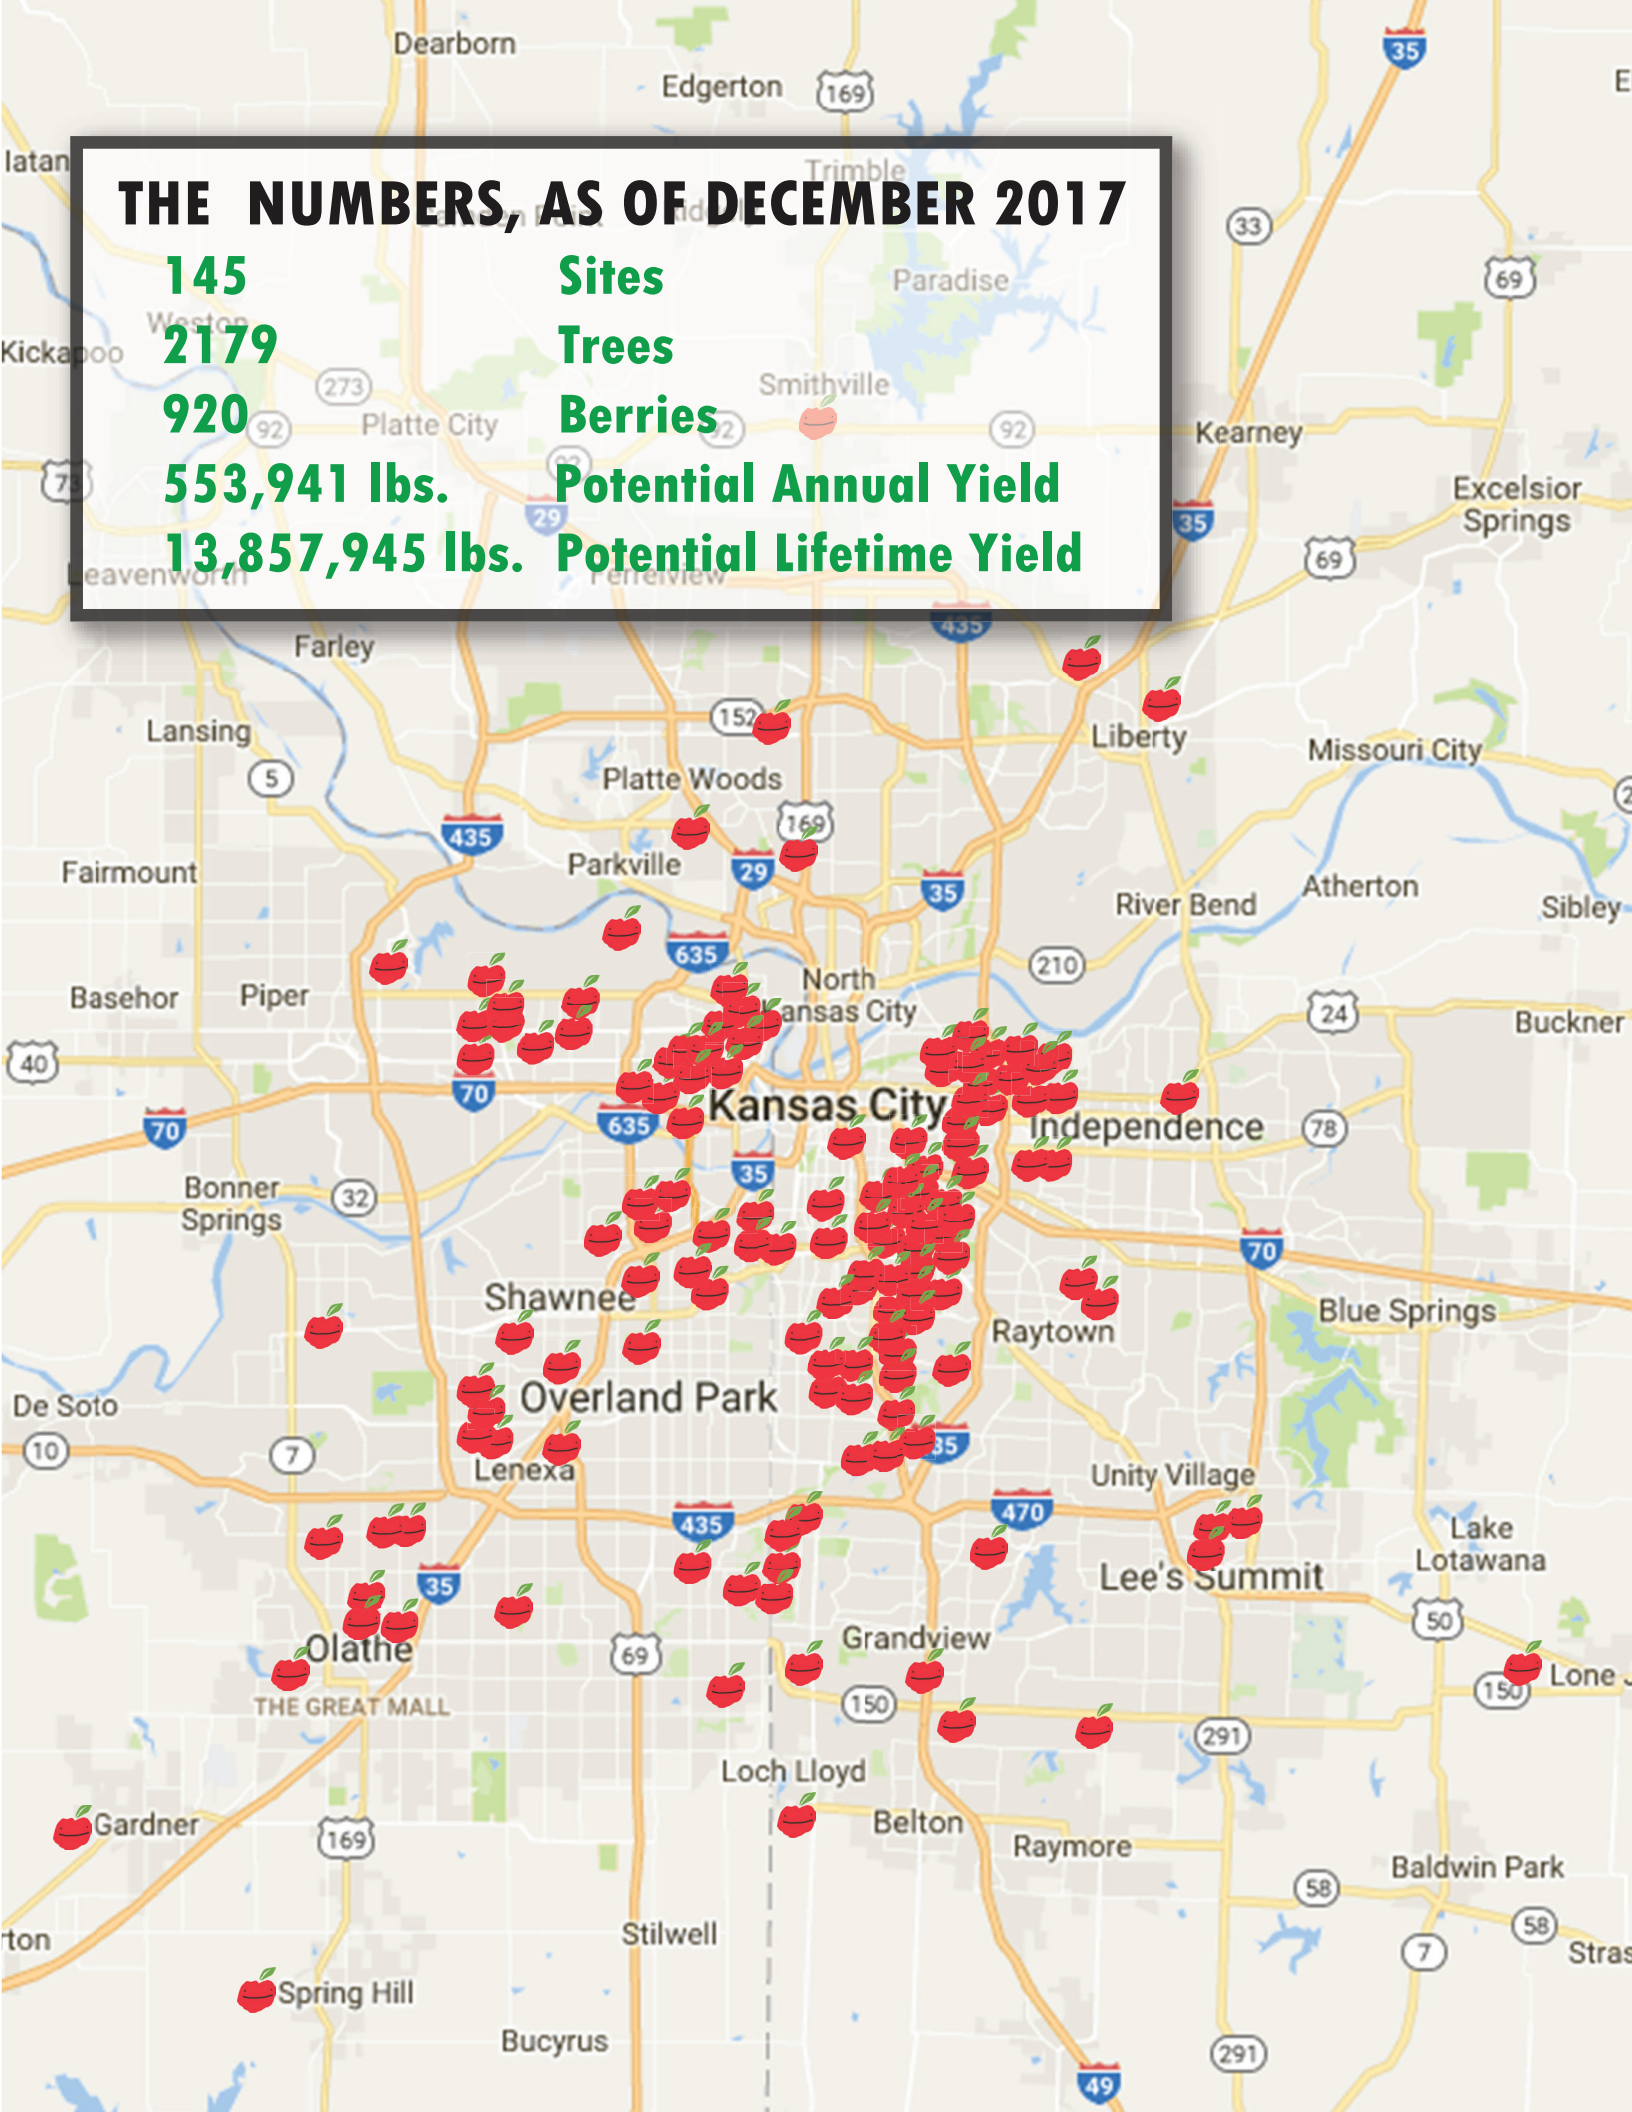 Dearborn
Edgerton
169
35
Iatan
THE NUMBERS, AS OF DECEMBER 2017
145 Sites
2179 Trees
920 Berries
553,941 lbs. Potential Annual Yield
13,857,945 lbs. Potential Lifetime Yield
Trimble
Paradise
Weston
Kickapoo
273
Smithville
92
Platte City
92
92
92
29
73
Leavenworth
Ferrelview
33
69
Kearney
Excelsior
Springs
35
69
435
Farley
Lansing
152
Liberty
Missouri City
5
Platte Woods
169
435
Parkville
29
35
Fairmount
River Bend
Atherton
Sibley
635
210
North
Kansas City
Basehor
Piper
24
Buckner
40
70
Kansas City
70
635
Independence
78
35
Bonner
Springs
32
70
Shawnee
Raytown
Blue Springs
De Soto
Overland Park
10
7
Lenexa
Unity Village
435
470
Lake
Lotawana
Lee's Summit
35
50
Olathe
69
Grandview
Lone J
THE GREAT MALL
150
150
291
Loch Lloyd
Gardner
169
Belton
Raymore
Baldwin Park
58
58
7
Stilwell
rton
Stras
Spring Hill
Bucyrus
291
49